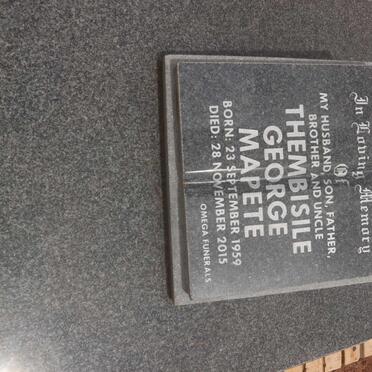 In Loving Memory
Of
MY HUSBAND, SON, FATHER,
BROTHER AND UNCLE
THEMBISILE
GEORGE
MAPETE
BORN: 23 SEPTEMBER 1959
DIED: 28 NOVEMBER 2015
OMEGA FUNERALS